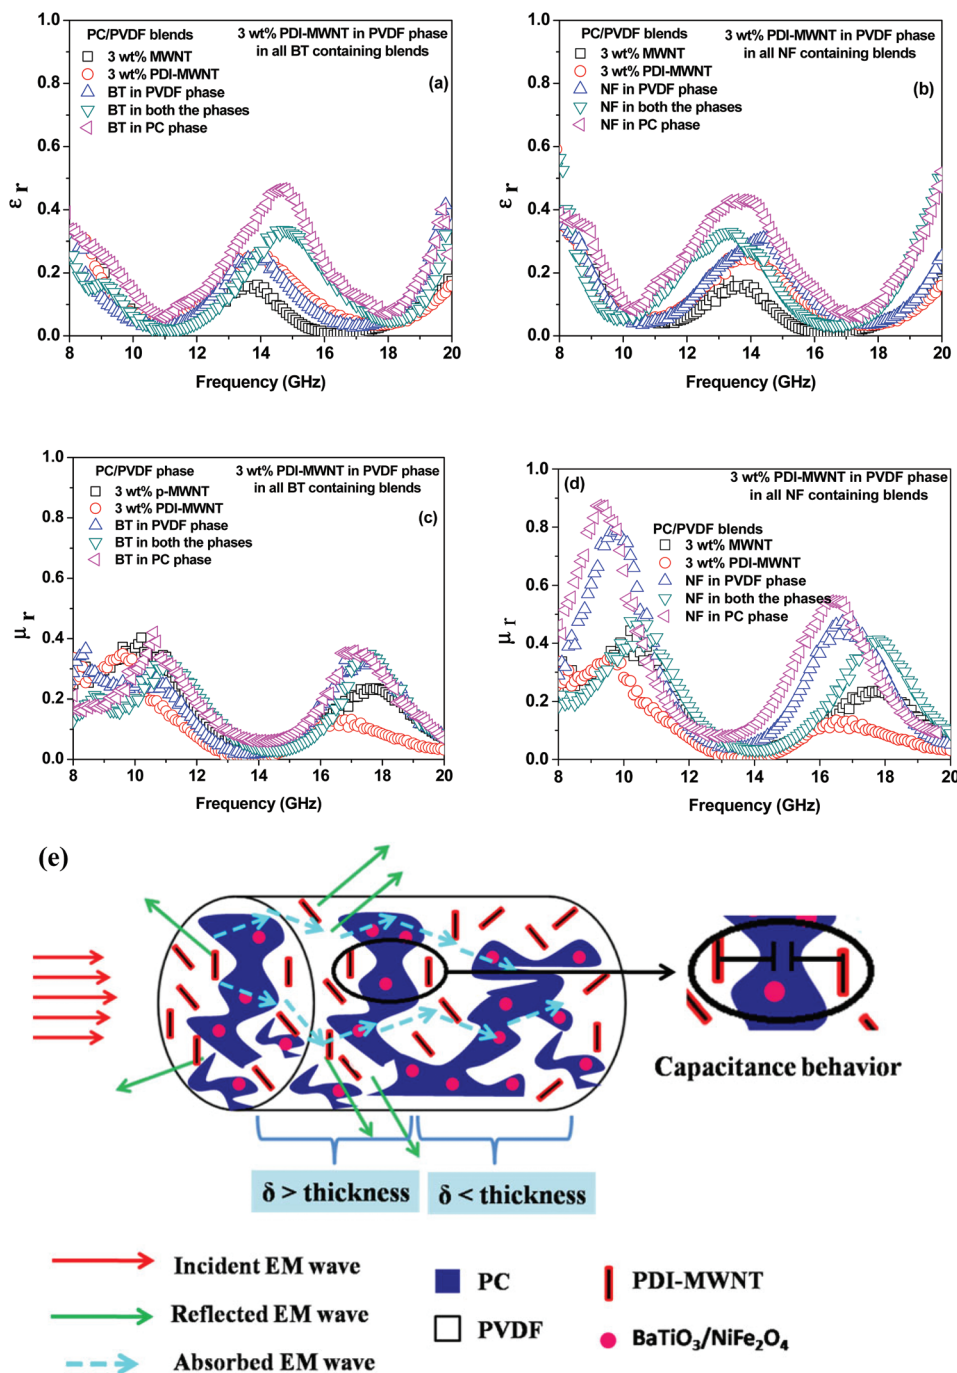 PC/PVDF blends
3 wt% MWNT
3 wt% PDI-MWNT
BT in PVDF phase
BT in both the phases
BT in PC phase
3 wt% PDI-MWNT in PVDF phase
in all BT containing blends
(a)
1.0
0.8
0.6
0.4
0.2
0.0
ε r
8 10 12 14 16 18 20
Frequency (GHz)
PC/PVDF blends
3 wt% MWNT
3 wt% PDI-MWNT
NF in PVDF phase
NF in both the phases
NF in PC phase
3 wt% PDI-MWNT in PVDF phase
in all NF containing blends
(b)
1.0
0.8
0.6
0.4
0.2
0.0
ε r
8 10 12 14 16 18 20
Frequency (GHz)
PC/PVDF phase
3 wt% p-MWNT
3 wt% PDI-MWNT
BT in PVDF phase
BT in both the phases
BT in PC phase
3 wt% PDI-MWNT in PVDF phase
in all BT containing blends
(c)
1.0
0.8
0.6
0.4
0.2
0.0
μ r
8 10 12 14 16 18 20
Frequency (GHz)
(d)
3 wt% PDI-MWNT in PVDF phase
in all NF containing blends
PC/PVDF blends
3 wt% MWNT
3 wt% PDI-MWNT
NF in PVDF phase
NF in both the phases
NF in PC phase
1.0
0.8
0.6
0.4
0.2
0.0
μ r
8 10 12 14 16 18 20
Frequency (GHz)
(e)
Capacitance behavior
δ > thickness
δ < thickness
Incident EM wave
Reflected EM wave
Absorbed EM wave
PC
PVDF
PDI-MWNT
BaTiO3/NiFe2O4